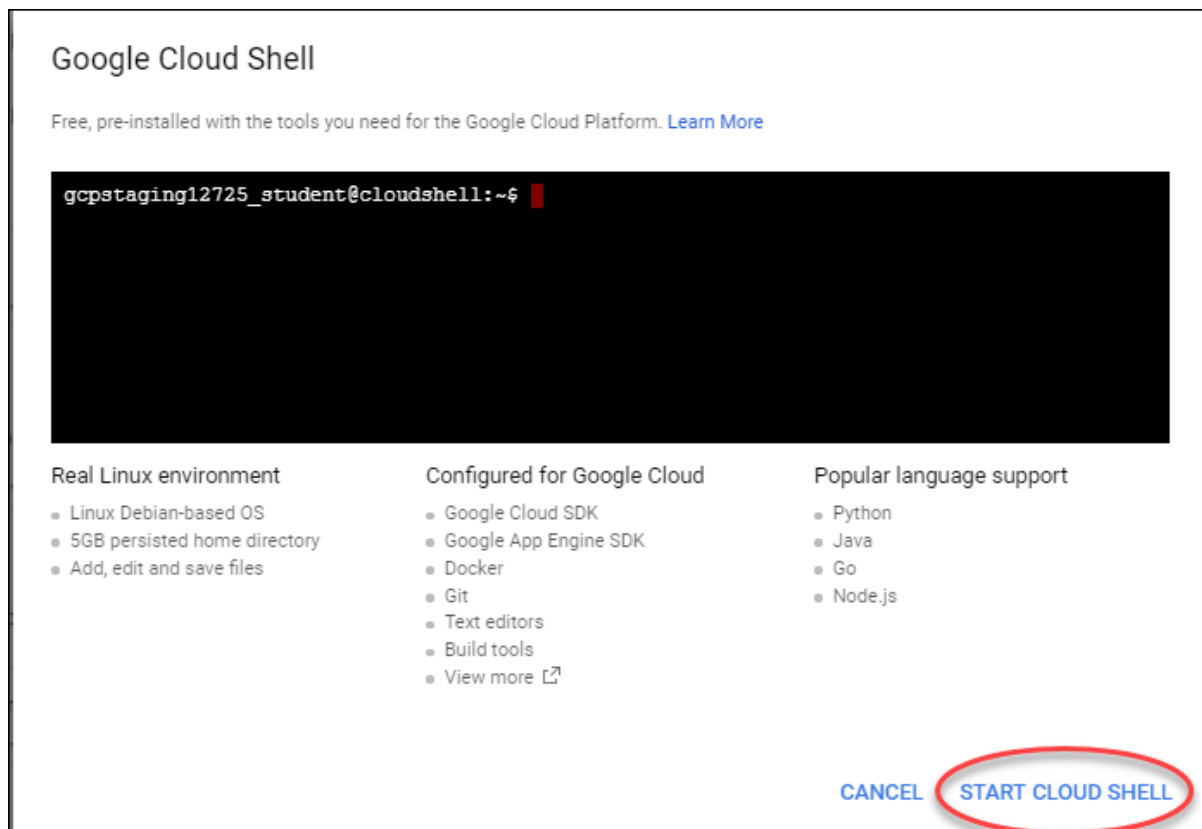 Google Cloud Shell
Free, pre-installed with the tools you need for the Google Cloud Platform. Learn More
gcpstaging12725_student@cloudshell:~$
Real Linux environment
Linux Debian-based OS
5GB persisted home directory
Add, edit and save files
Configured for Google Cloud
Google Cloud SDK
Google App Engine SDK
Docker
Git
Text editors
Build tools
View more
Popular language support
Python
Java
Go
Node.js
CANCEL START CLOUD SHELL